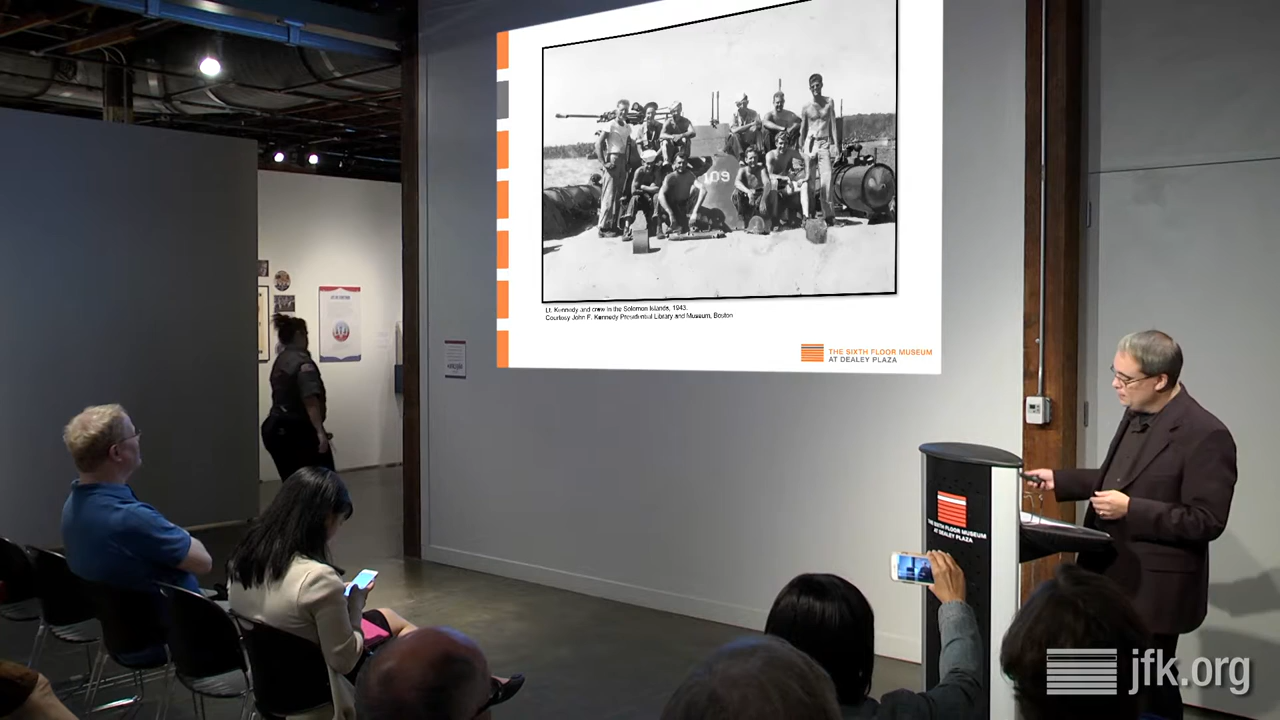 109
Lt. Kennedy and crew in the Solomon Islands, 1943.
Courtesy John F. Kennedy Presidential Library and Museum, Boston
THE SIXTH FLOOR MUSEUM
AT DEALEY PLAZA
THE SIXTH FLOOR MUSEUM
AT DEALEY PLAZA
jfk.org